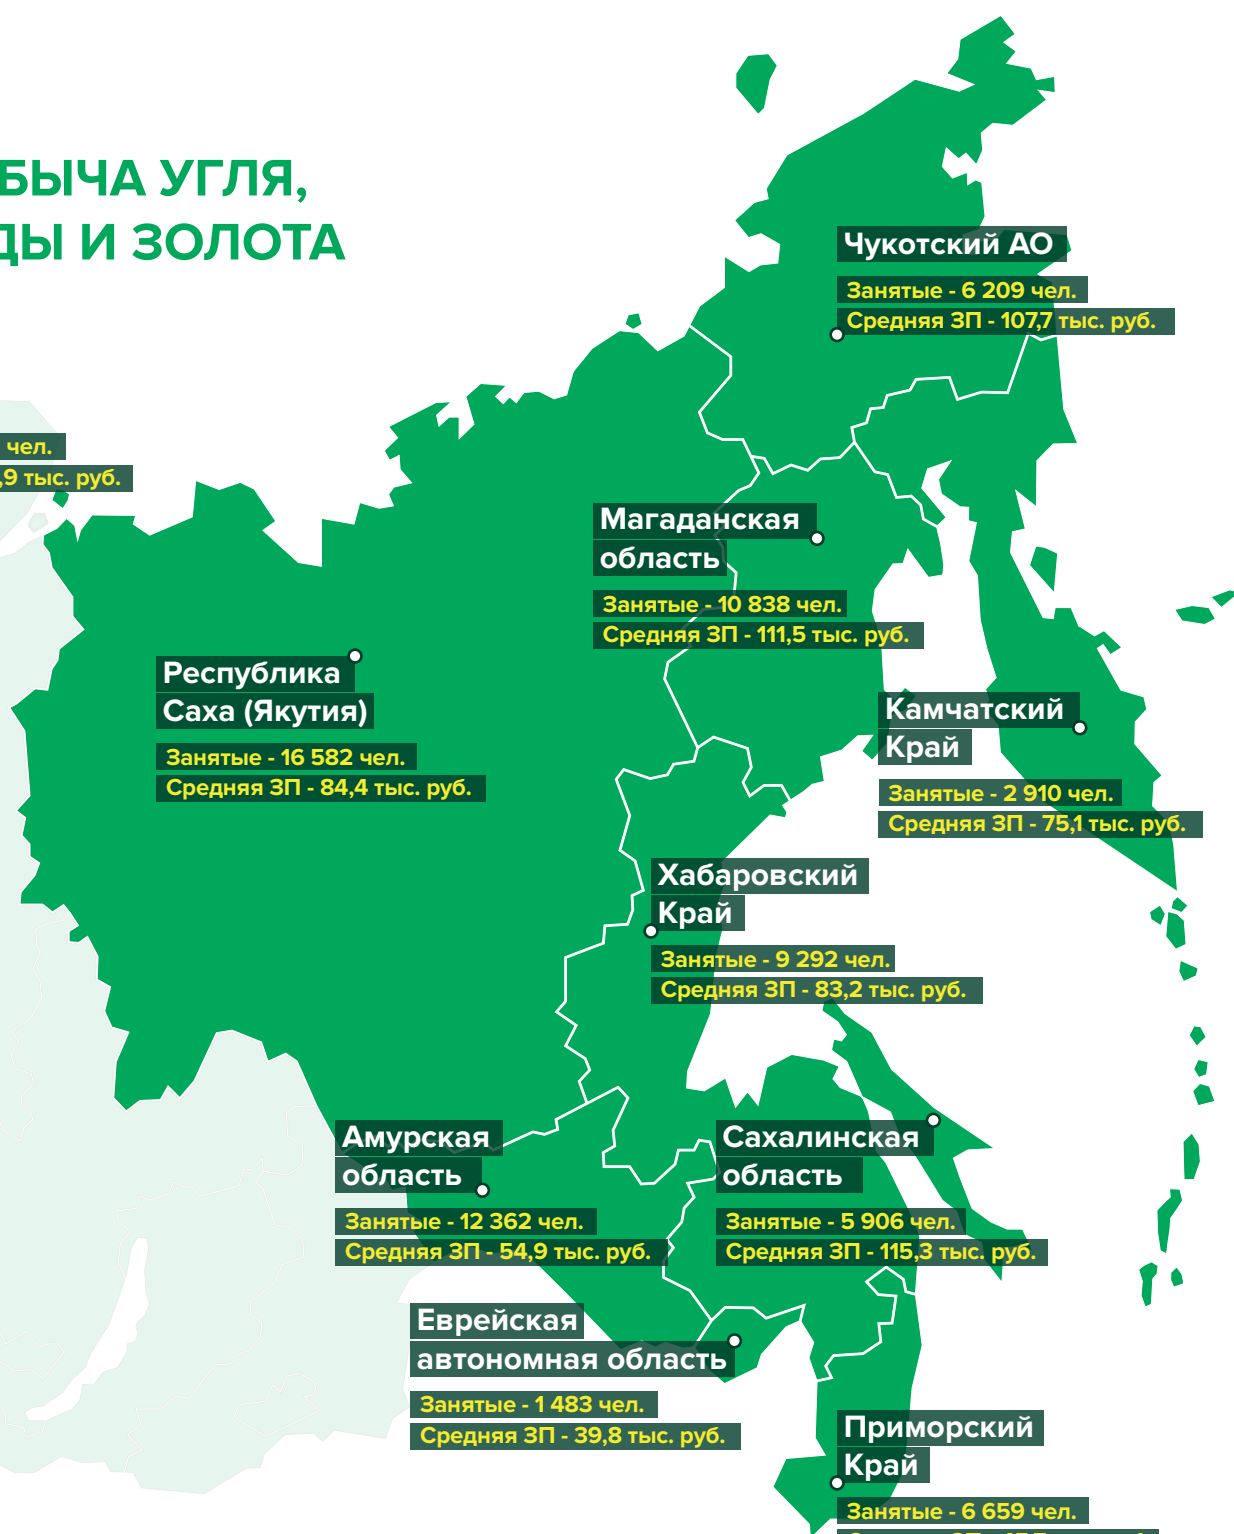 БЫЧА УГЛЯ,
ДЫ И ЗОЛОТА
Чукотский АО
Занятые - 6 209 чел.
Средняя ЗП - 107,7 тыс. руб.
чел.
,9 тыс. руб.
Магаданская
область
Занятые - 10 838 чел.
Средняя ЗП - 111,5 тыс. руб.
Республика
Саха (Якутия)
Занятые - 16 582 чел.
Средняя ЗП - 84,4 тыс. руб.
Камчатский
Край
Занятые - 2 910 чел.
Средняя ЗП - 75,1 тыс. руб.
Хабаровский
Край
Занятые - 9 292 чел.
Средняя ЗП - 83,2 тыс. руб.
Амурская
область
Занятые - 12 362 чел.
Средняя ЗП - 54,9 тыс. руб.
Сахалинская
область
Занятые - 5 906 чел.
Средняя ЗП - 115,3 тыс. руб.
Еврейская
автономная область
Занятые - 1 483 чел.
Средняя ЗП - 39,8 тыс. руб.
Приморский
Край
Занятые - 6 659 чел.